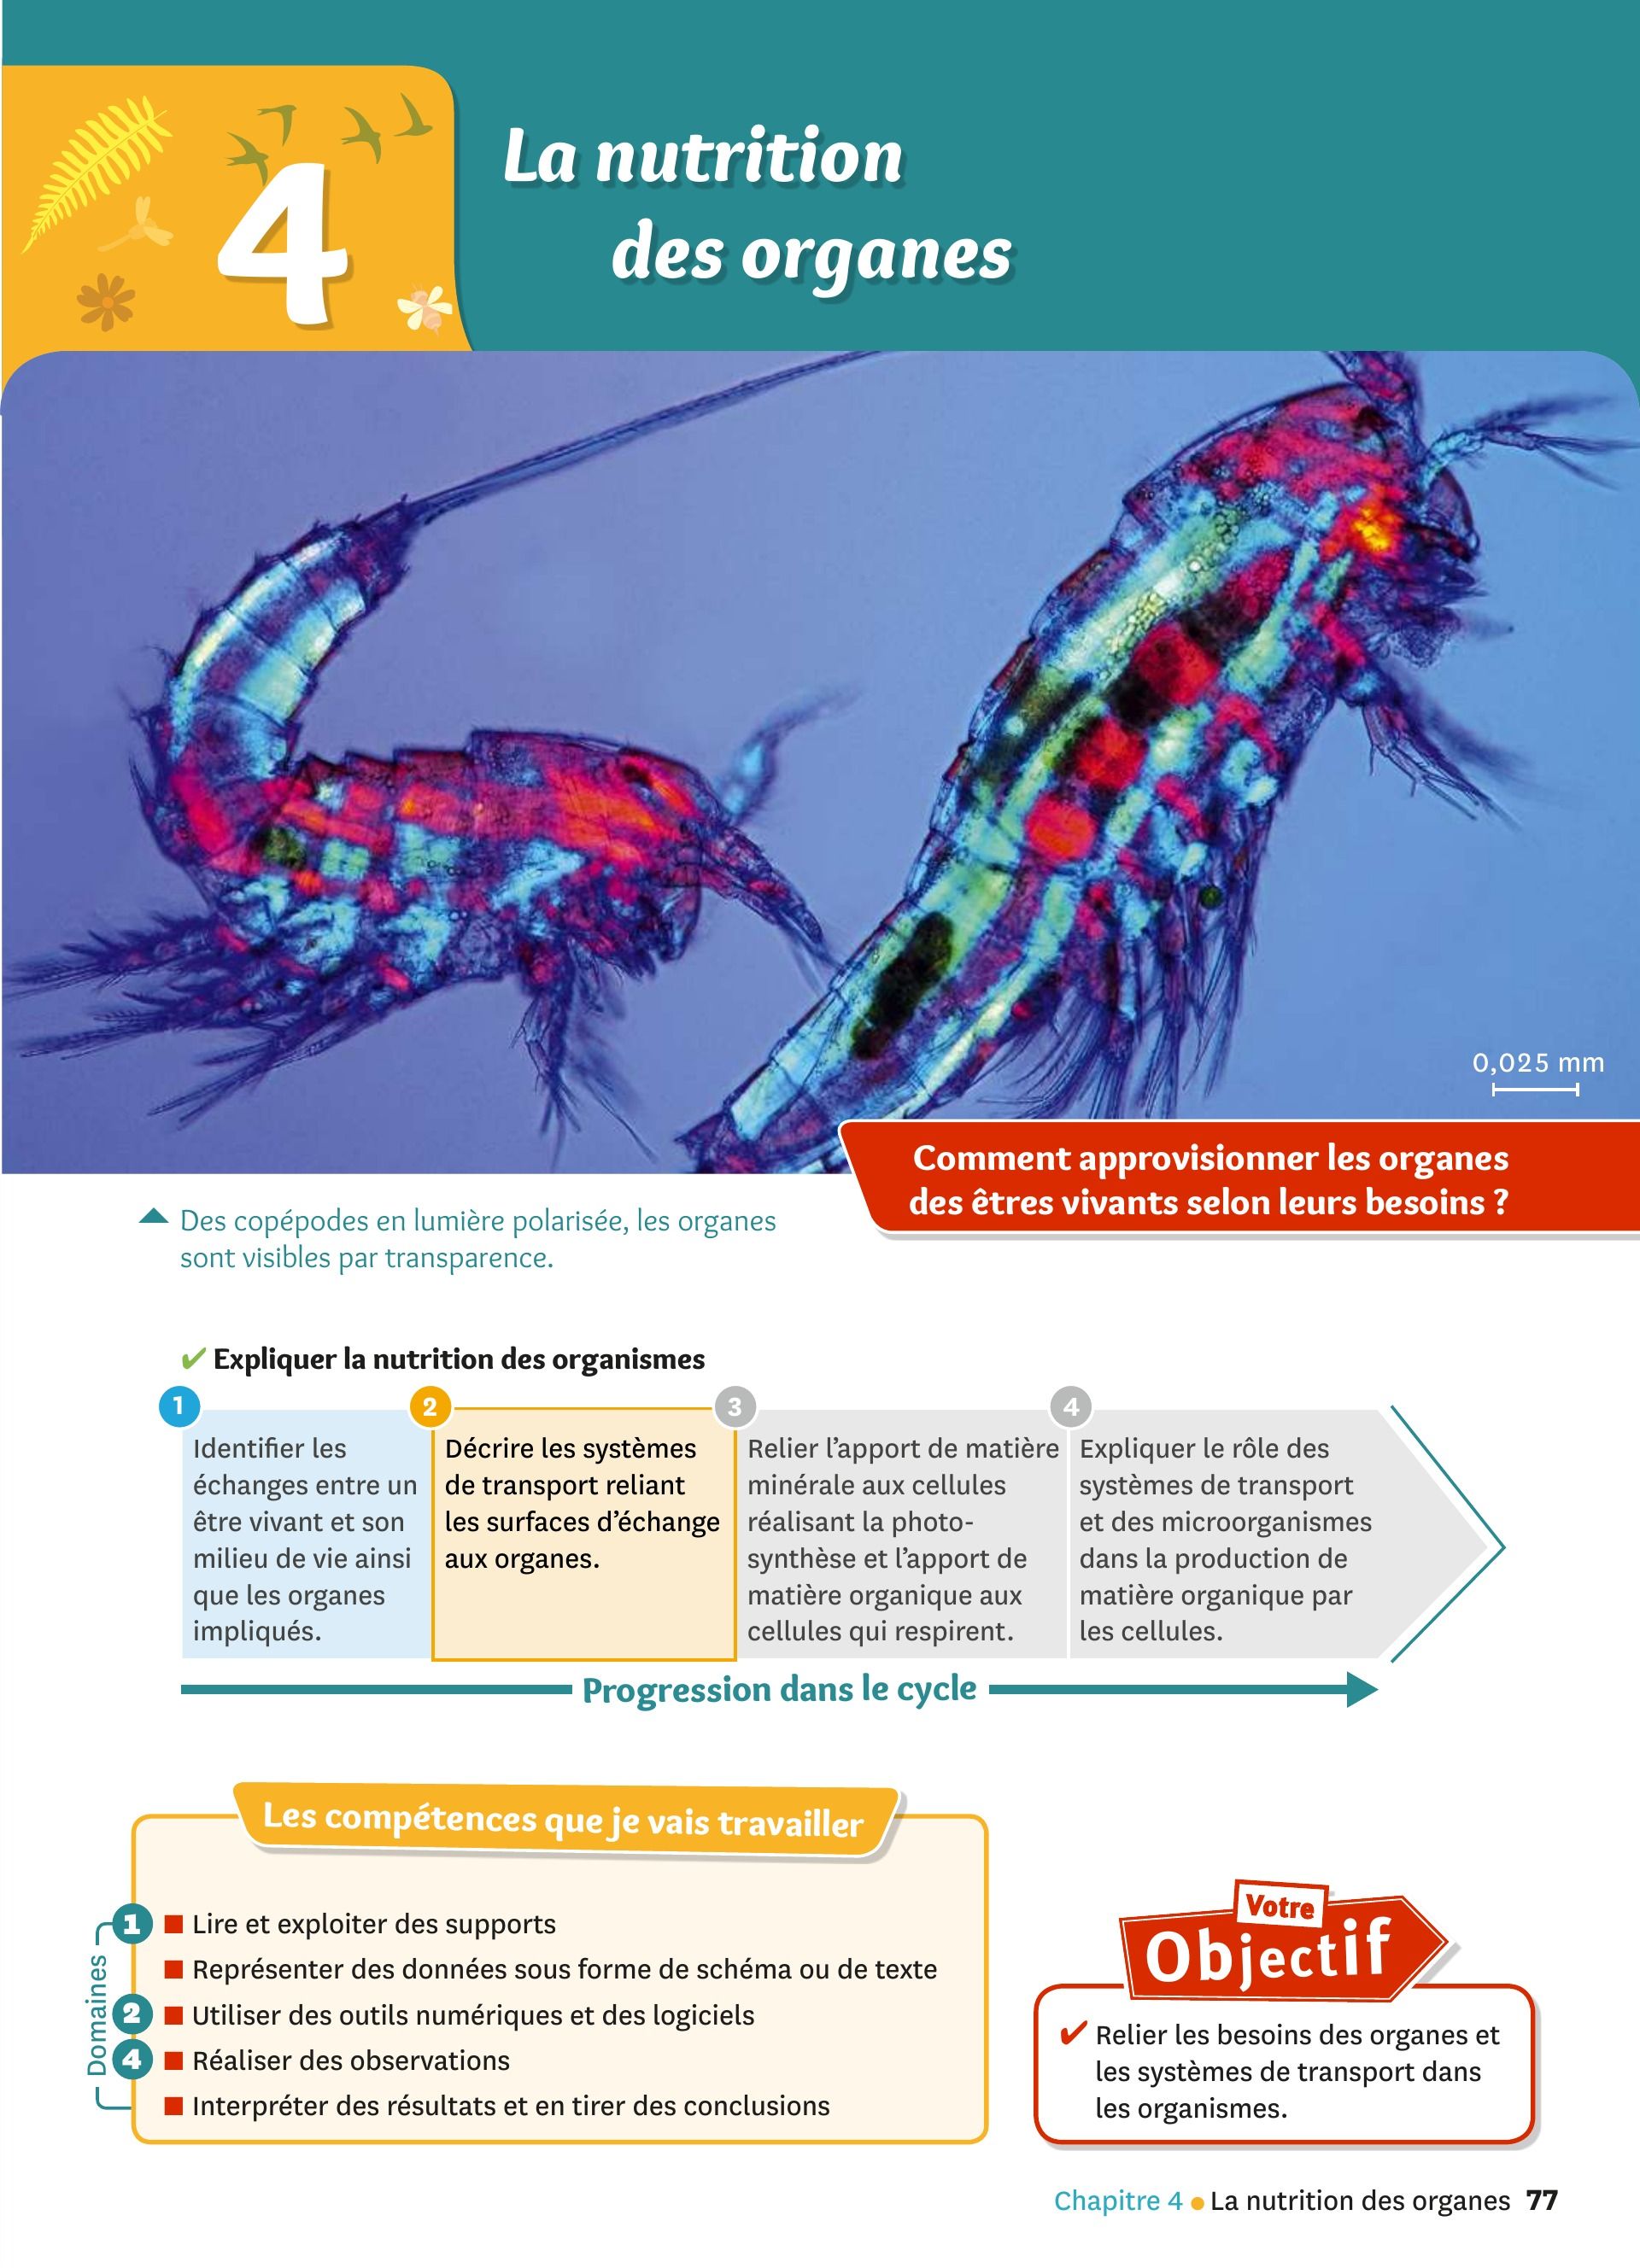 4
La nutrition
des organes
0,025 mm
Comment approvisionner les organes
des êtres vivants selon leurs besoins ?
Des copépodes en lumière polarisée, les organes
sont visibles par transparence.
✔ Expliquer la nutrition des organismes
1
Identifier les
échanges entre un
être vivant et son
milieu de vie ainsi
que les organes
impliqués.
2
Décrire les systèmes
de transport reliant
les surfaces d’échange
aux organes.
3
Relier l’apport de matière
minérale aux cellules
réalisant la photo-
synthèse et l’apport de
matière organique aux
cellules qui respirent.
4
Expliquer le rôle des
systèmes de transport
et des microorganismes
dans la production de
matière organique par
les cellules.
Progression dans le cycle
Les compétences que je vais travailler
Domaines
1 ■ Lire et exploiter des supports
■ Représenter des données sous forme de schéma ou de texte
2 ■ Utiliser des outils numériques et des logiciels
4 ■ Réaliser des observations
■ Interpréter des résultats et en tirer des conclusions
Votre
Objectif
✔ Relier les besoins des organes et
les systèmes de transport dans
les organismes.
Chapitre 4 ● La nutrition des organes 77